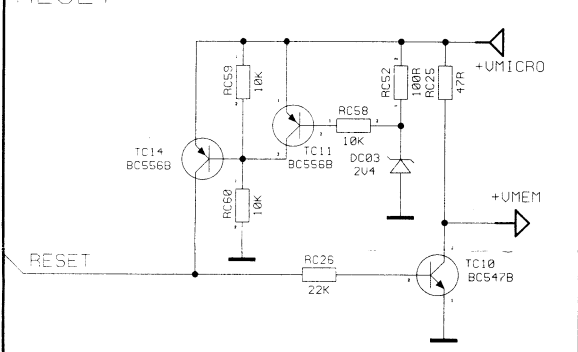 RESET
+VMICRO
RC59
10K
RC52
100R
RC25
47R
RC58
10K
TC14
BC556B
TC11
BC556B
DC03
2V4
RC60
10K
+VMEM
RESET
RC26
22K
TC10
BC547B